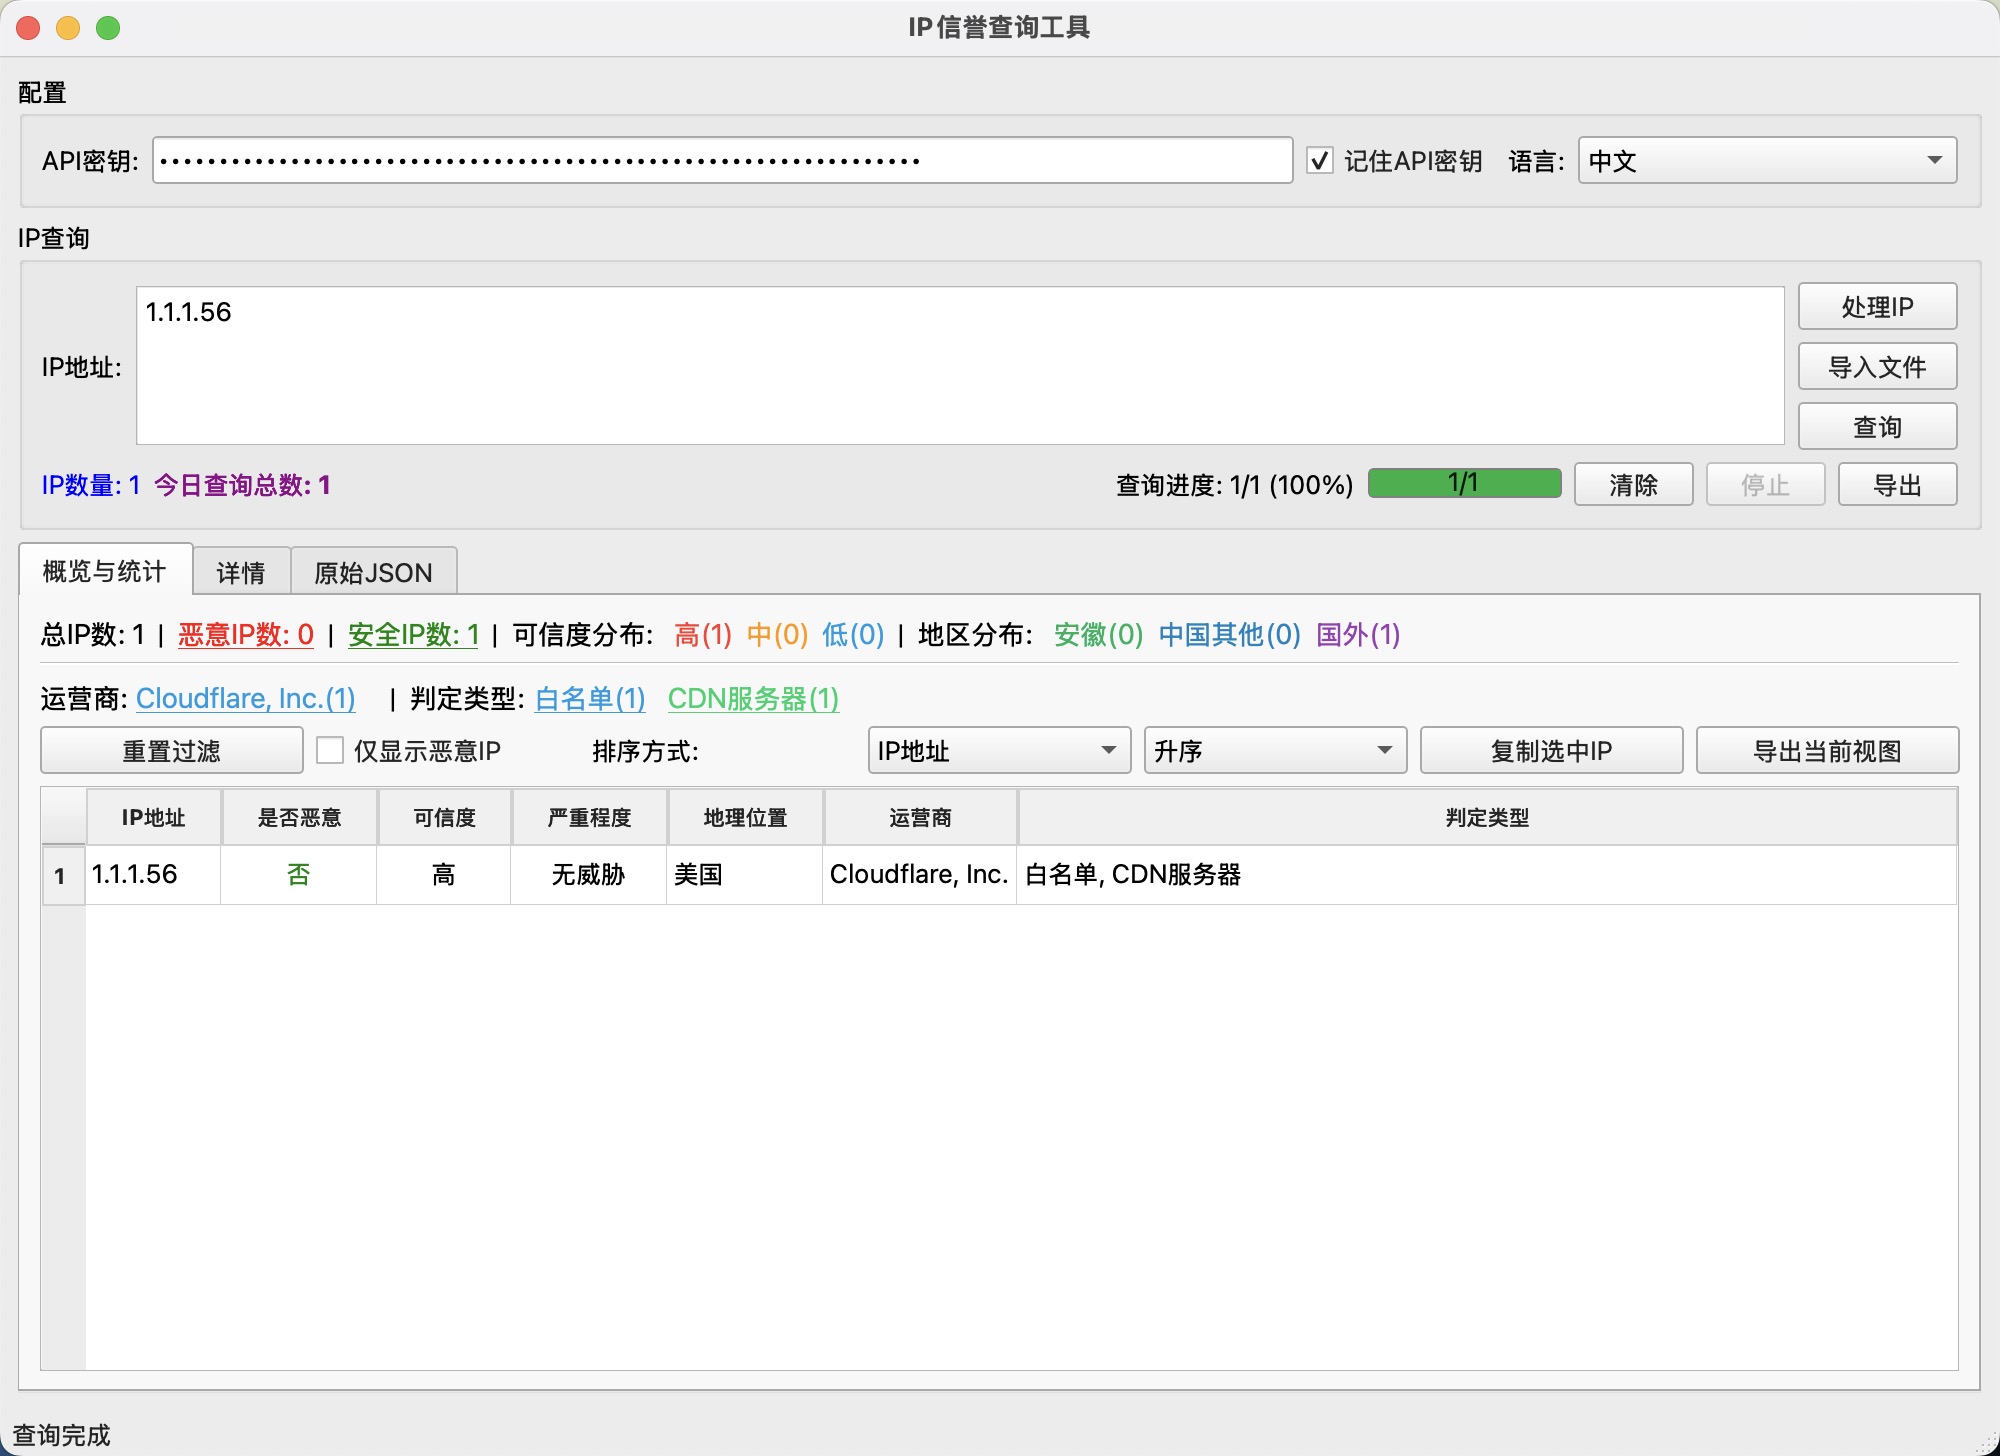 IP信誉查询工具
配置
API密钥: •••••••••••••••••••••••••••••••••••••••••••••••••••••••••••••••• 记住API密钥 语言: 中文
IP查询
1.1.1.56
处理IP
IP地址:
导入文件
查询
IP数量: 1 今日查询总数: 1 查询进度: 1/1 (100%) 1/1 清除 停止 导出
概览与统计 详情 原始JSON
总IP数: 1 | 恶意IP数: 0 | 安全IP数: 1 | 可信度分布: 高(1) 中(0) 低(0) | 地区分布: 安徽(0) 中国其他(0) 国外(1)
运营商: Cloudflare, Inc.(1) | 判定类型: 白名单(1) CDN服务器(1)
重置过滤 仅显示恶意IP 排序方式: IP地址 升序 复制选中IP 导出当前视图
IP地址 是否恶意 可信度 严重程度 地理位置 运营商 判定类型
1 1.1.1.56 否 高 无威胁 美国 Cloudflare, Inc. 白名单, CDN服务器
查询完成